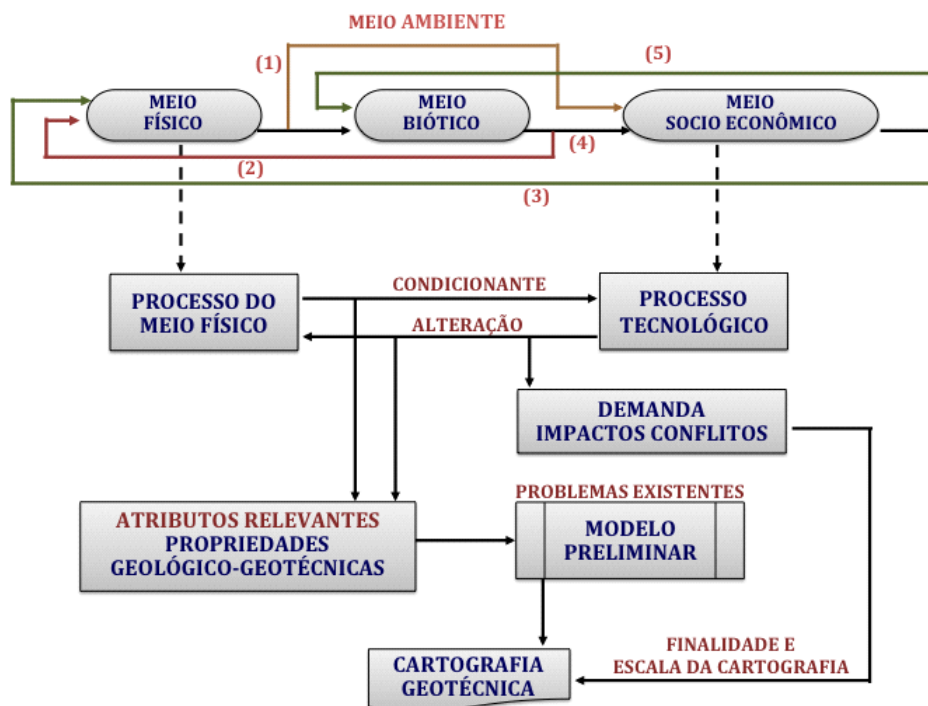 MEIO AMBIENTE
(1)
(5)
MEIO
FÍSICO
MEIO
BIÓTICO
MEIO
SOCIO ECONÔMICO
(2)
(4)
(3)
PROCESSO DO
MEIO FÍSICO
CONDICIONANTE
ALTERAÇÃO
PROCESSO
TECNOLÓGICO
DEMANDA
IMPACTOS CONFLITOS
ATRIBUTOS RELEVANTES
PROPRIEDADES
GEOLÓGICO-GEOTÉCNICAS
PROBLEMAS EXISTENTES
MODELO
PRELIMINAR
CARTOGRAFIA
GEOTÉCNICA
FINALIDADE E
ESCALA DA CARTOGRAFIA